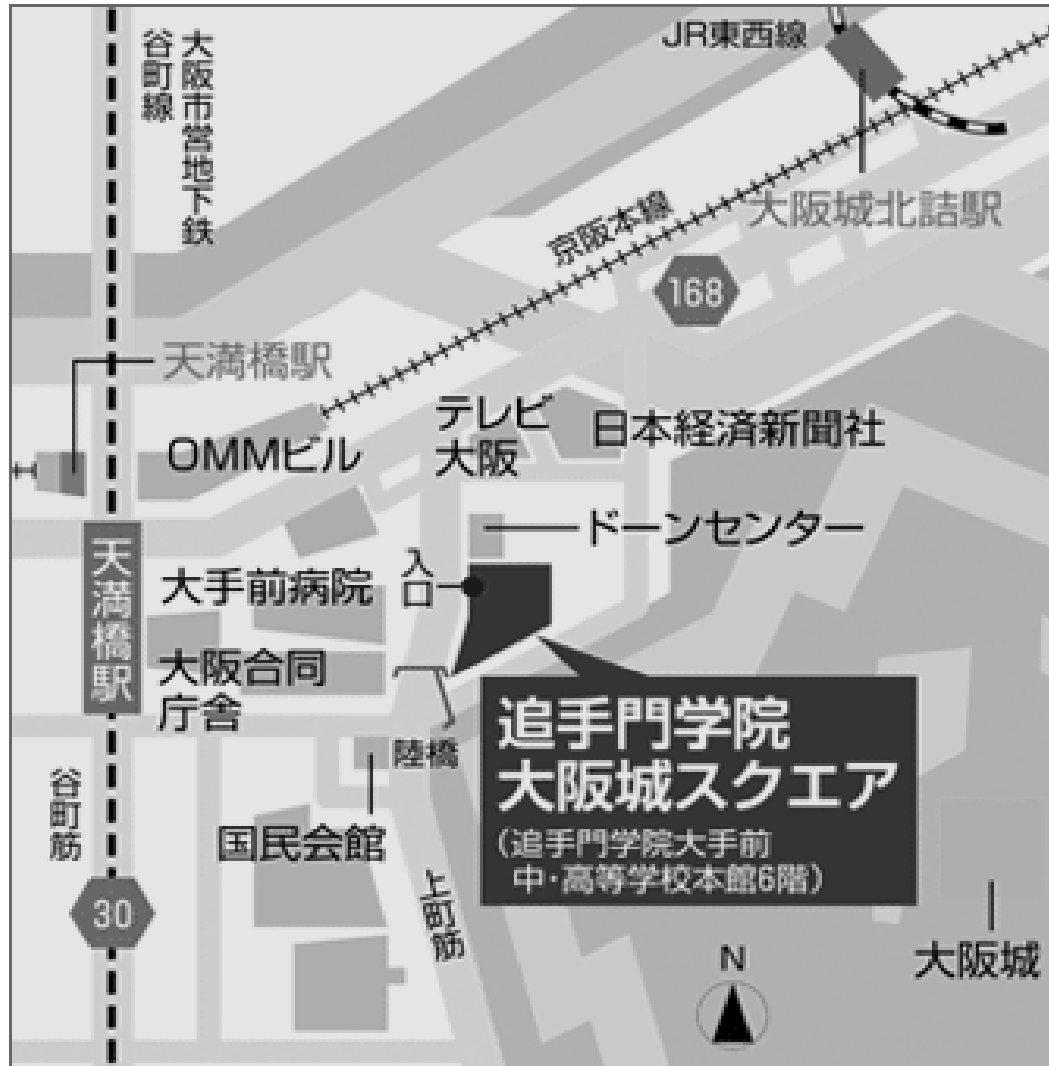 JR東西線
大阪市営地下鉄
谷町線
京阪本線
大阪城北詰駅
168
天満橋駅
テレビ
大阪
日本経済新聞社
OMMビル
ドーンセンター
天満橋駅
入口
大手前病院
大阪合同
庁舎
追手門学院
大阪城スクエア
(追手門学院大手前
中・高等学校本館6階)
陸橋
谷町筋
国民会館
上町筋
30
大阪城
N